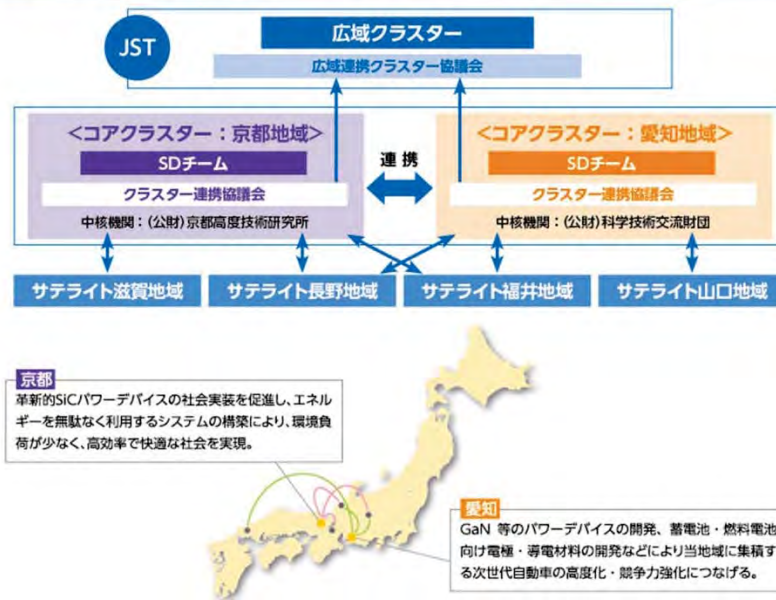 JST
広域クラスター
広域連携クラスター協議会
<コアクラスター：京都地域>
SDチーム
クラスター連携協議会
中核機関：(公財)京都高度技術研究所
連携
<コアクラスター：愛知地域>
SDチーム
クラスター連携協議会
中核機関：(公財)科学技術交流財団
サテライト滋賀地域
サテライト長野地域
サテライト福井地域
サテライト山口地域
京都
革新的SiCパワーデバイスの社会実装を促進し、エネル
ギーを無駄なく利用するシステムの構築により、環境負
荷が少なく、高効率で快適な社会を実現。
愛知
GaN 等のパワーデバイスの開発、蓄電池・燃料電池
向け電極・導電材料の開発などにより当地域に集積す
る次世代自動車の高度化・競争力強化につなげる。